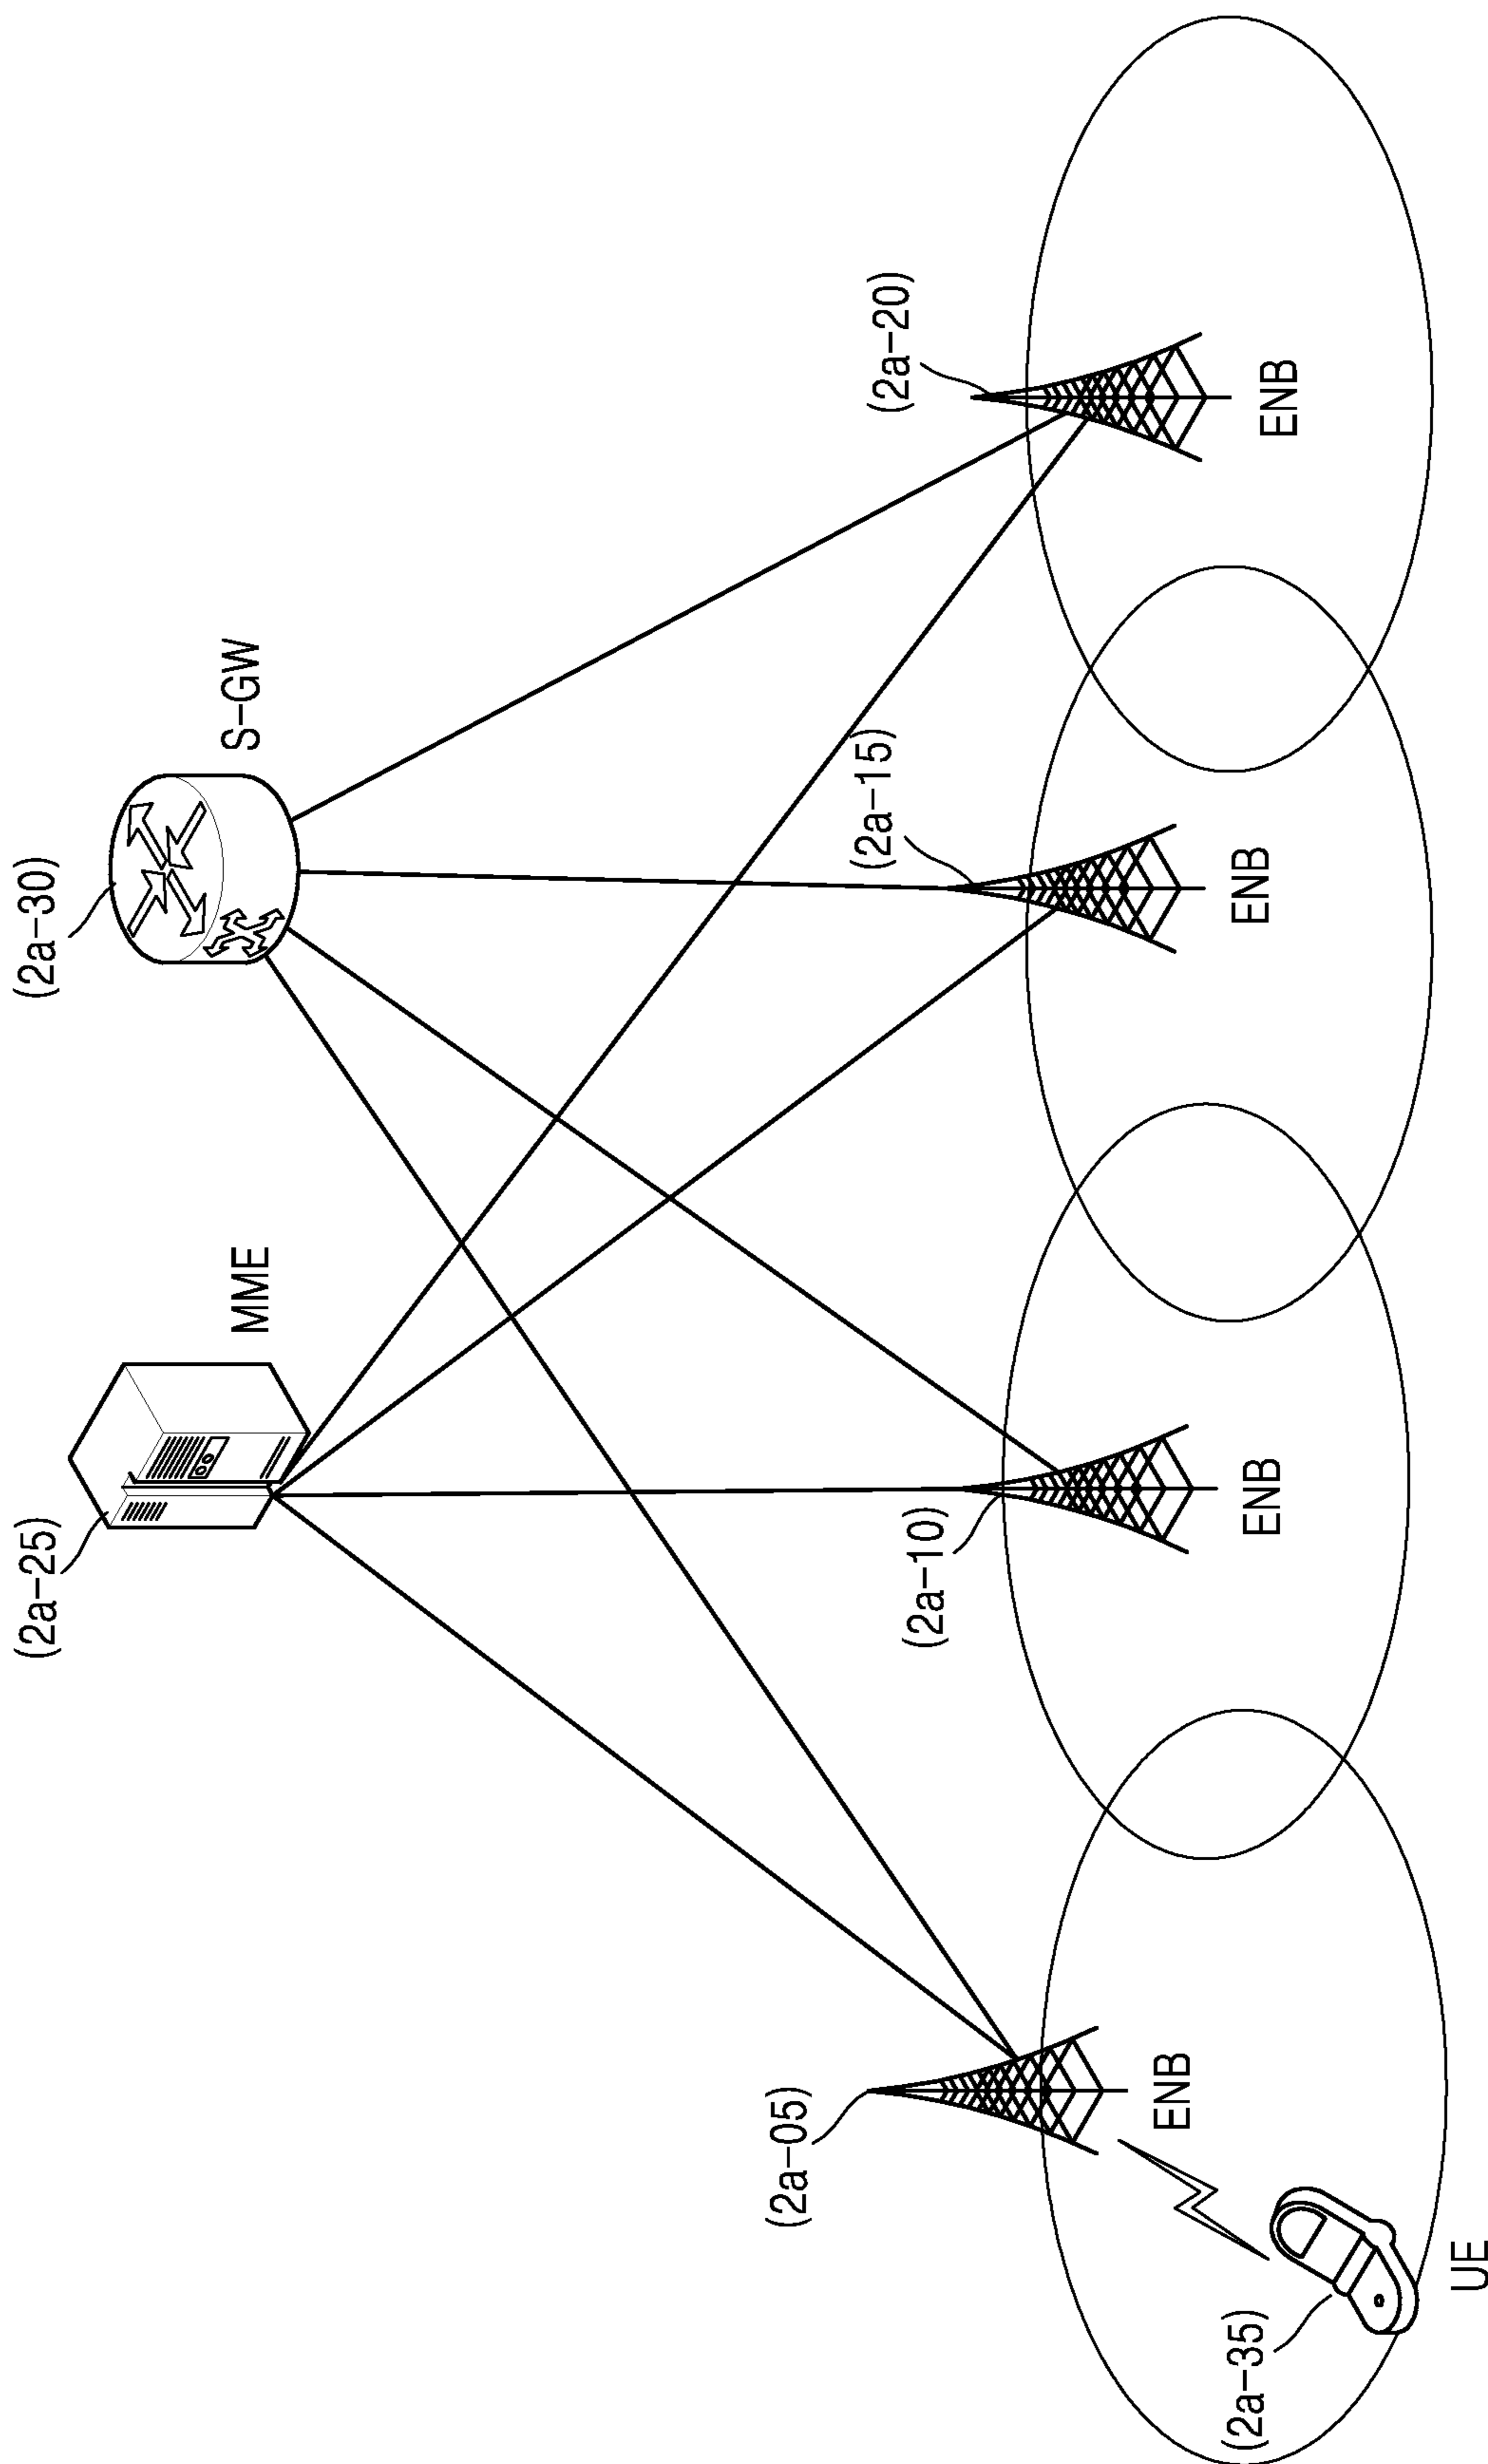 (2a-25)
MME
(2a-30)
S-GW
(2a-05)
ENB
(2a-10)
ENB
(2a-15)
ENB
(2a-20)
ENB
(2a-35)
UE